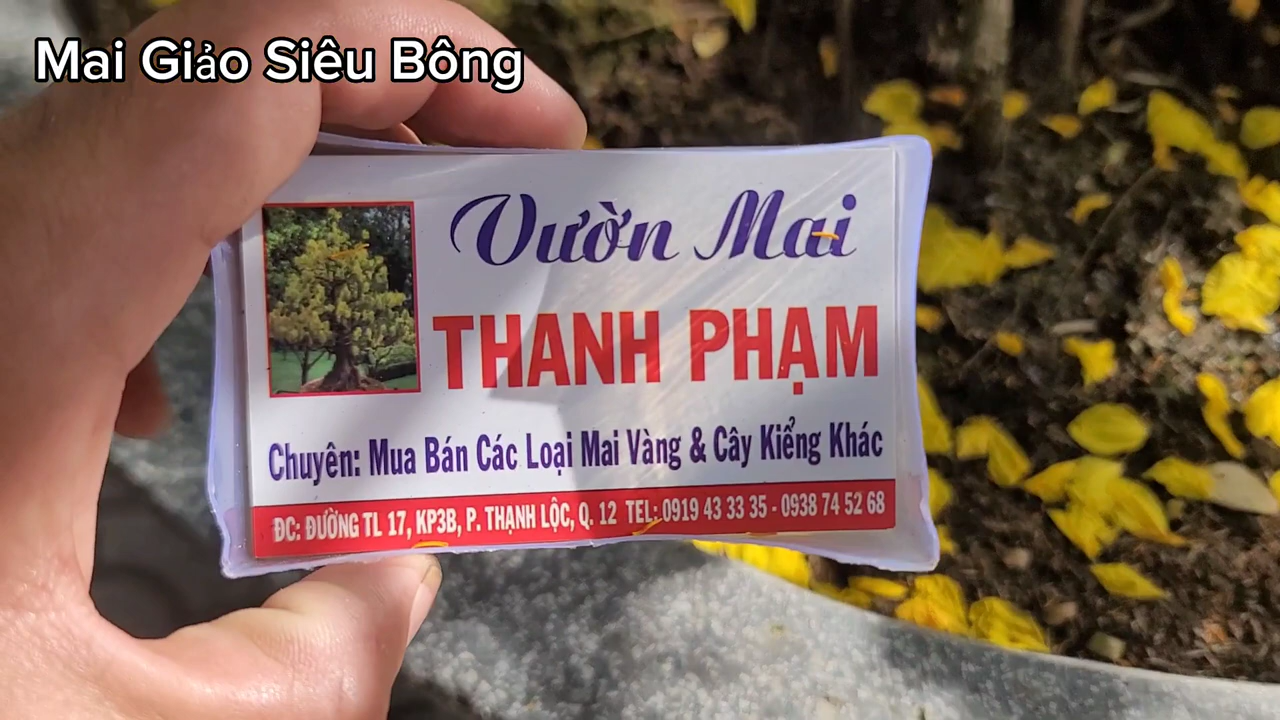 Mai Giảo Siêu Bông
Vườn Mai
THANH PHẠM
Chuyên: Mua Bán Các Loại Mai Vàng & Cây Kiểng Khác
ĐC: ĐƯỜNG TL 17, KP3B, P. THẠNH LỘC, Q. 12 TEL: 0919 43 33 35 - 0938 74 52 68